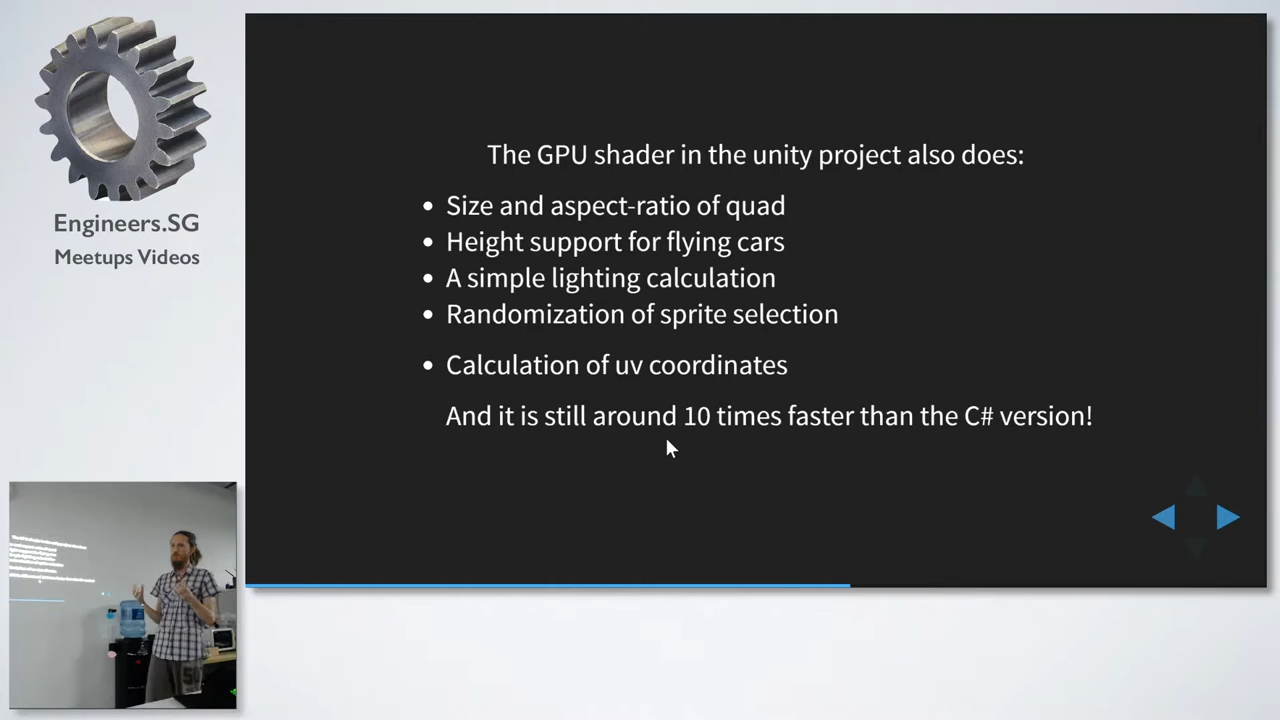 Engineers.SG
Meetups Videos
The GPU shader in the unity project also does:
• Size and aspect-ratio of quad
• Height support for flying cars
• A simple lighting calculation
• Randomization of sprite selection
• Calculation of uv coordinates
And it is still around 10 times faster than the C# version!